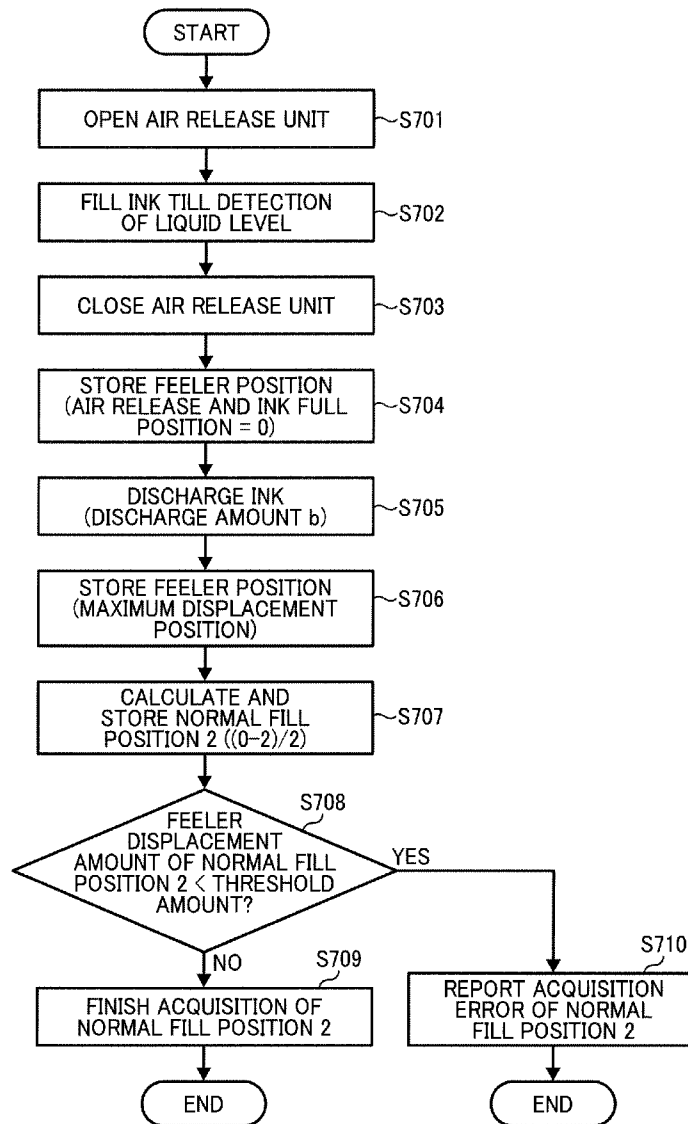 START
OPEN AIR RELEASE UNIT
S701
FILL INK TILL DETECTION
OF LIQUID LEVEL
S702
CLOSE AIR RELEASE UNIT
S703
STORE FEELER POSITION
(AIR RELEASE AND INK FULL
POSITION = 0)
S704
DISCHARGE INK
(DISCHARGE AMOUNT b)
S705
STORE FEELER POSITION
(MAXIMUM DISPLACEMENT
POSITION)
S706
CALCULATE AND
STORE NORMAL FILL
POSITION 2 ((0-2)/2)
S707
S708
FEELER
DISPLACEMENT
AMOUNT OF NORMAL FILL
POSITION 2 < THRESHOLD
AMOUNT?
YES
NO
S709
FINISH ACQUISITION OF
NORMAL FILL POSITION 2
END
S710
REPORT ACQUISITION
ERROR OF NORMAL
FILL POSITION 2
END